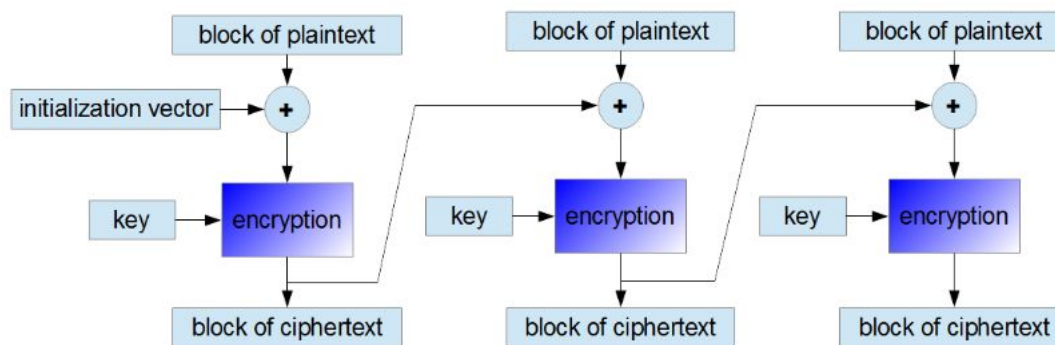 block of plaintext
block of plaintext
block of plaintext
initialization vector
+
+
+
key
encryption
key
encryption
key
encryption
block of ciphertext
block of ciphertext
block of ciphertext